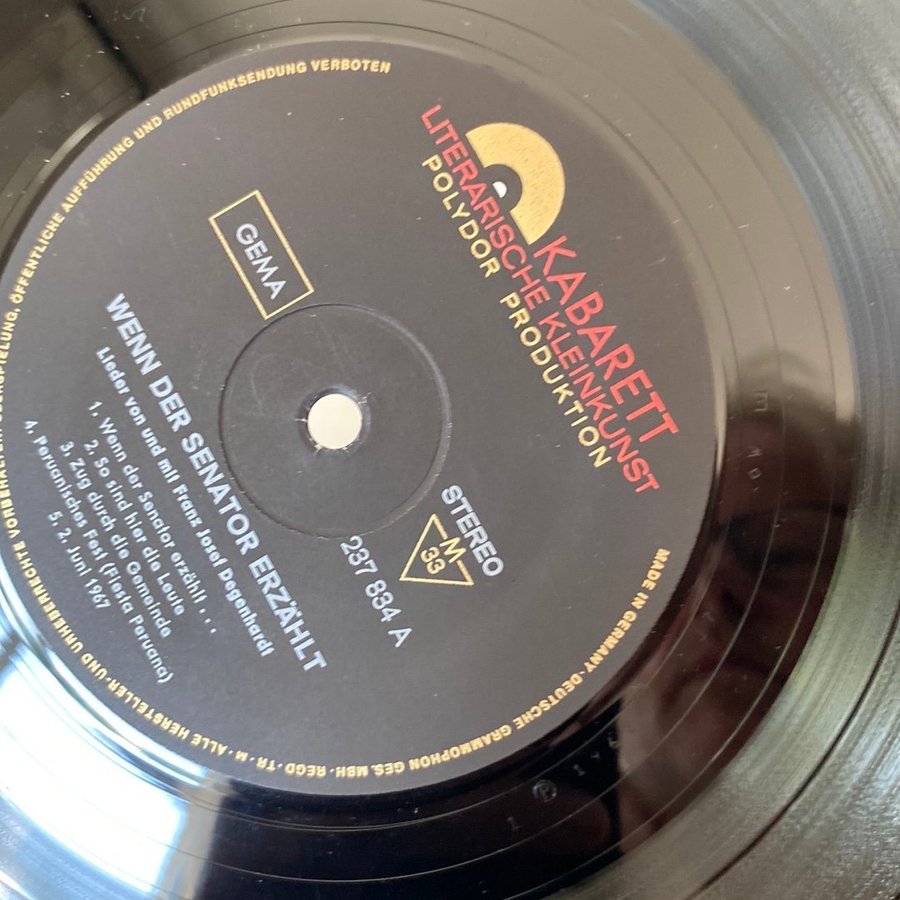 KABARETT
LITERARISCHE KLEINKUNST
POLYDOR PRODUKTION
GEMA
STEREO
M
33
237 834 A
WENN DER SENATOR ERZÄHLT
Lieder von und mit Franz Josef Degenhardt
1. Wenn der Senator erzählt . . .
2. So sind hier die Leute
3. Zug durch die Gemeinde
4. Peruanisches Fest (Fiesta Peruana)
5. 2. Juni 1967
MADE IN GERMANY · DEUTSCHE GRAMMOPHON GES. MBH · REGD · TR · M · ALLE HERSTELLER- UND URHEBERRECHTE VORBEHALTEN · ÜBERSPIELUNG, ÖFFENTLICHE AUFFÜHRUNG UND RUNDFUNKSENDUNG VERBOTEN